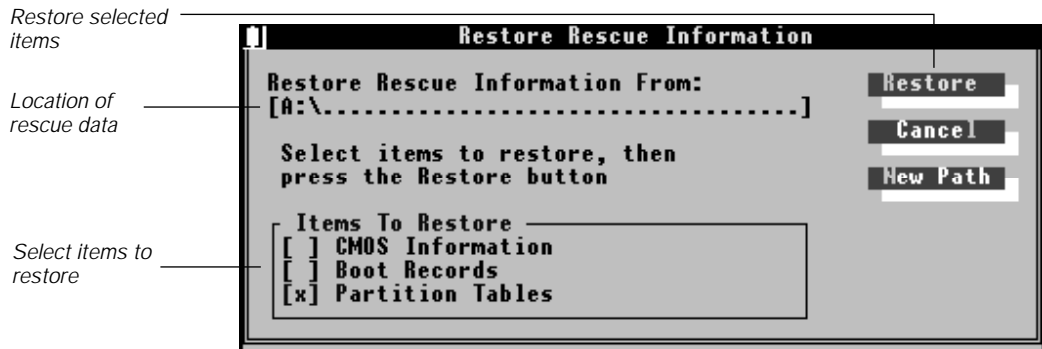 Restore selected
items
Location of
rescue data
Select items to
restore
Restore Rescue Information
Restore Rescue Information From:
[A:\..................................]
Select items to restore, then
press the Restore button
Items To Restore
[ ] CMOS Information
[ ] Boot Records
[x] Partition Tables
Restore
Cancel
New Path